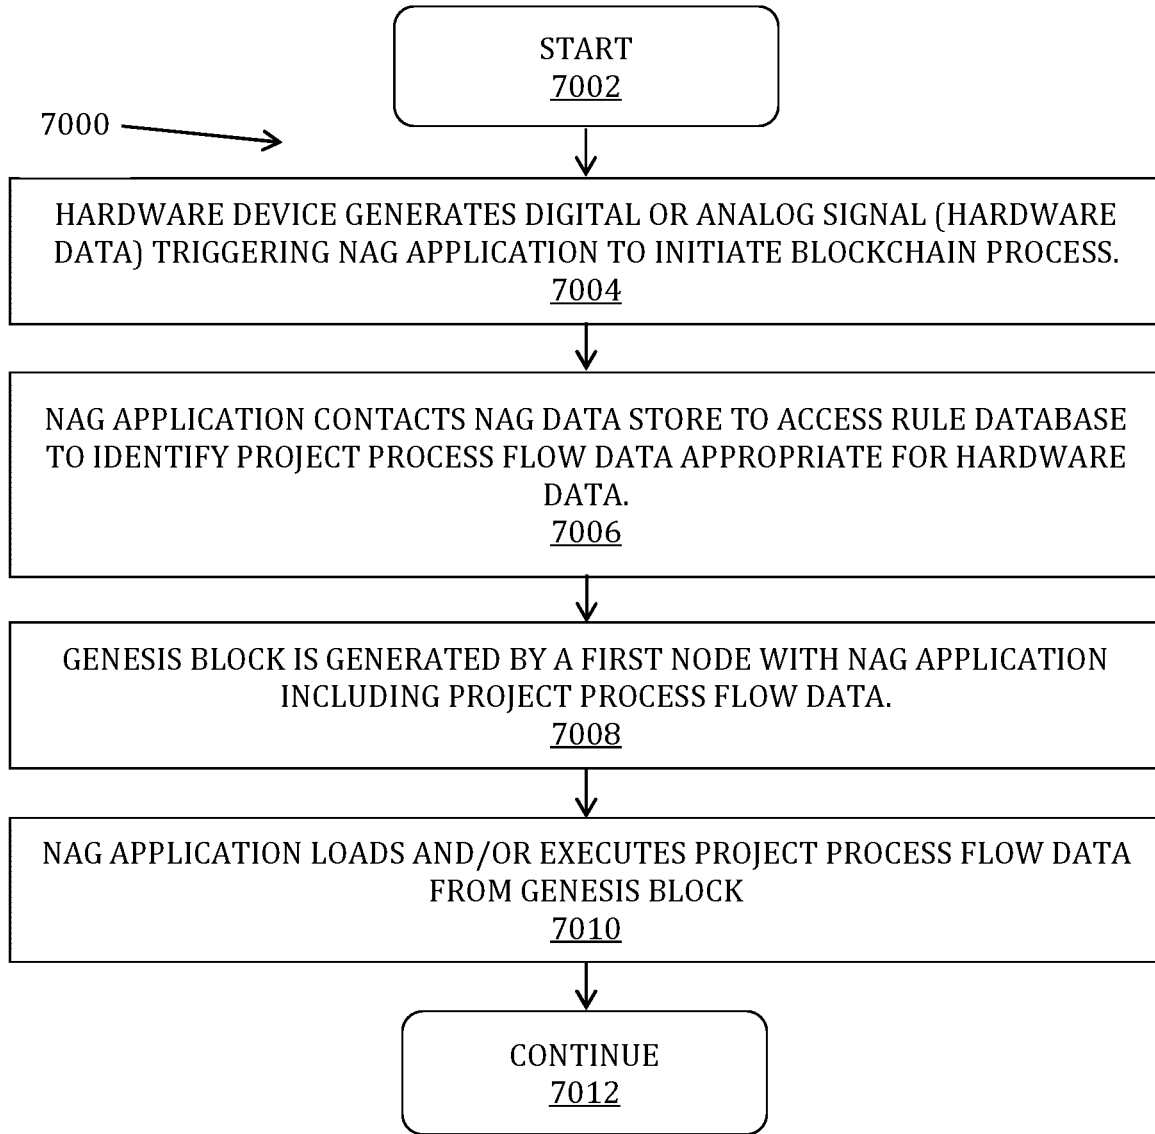 START
7002
7000
HARDWARE DEVICE GENERATES DIGITAL OR ANALOG SIGNAL (HARDWARE
DATA) TRIGGERING NAG APPLICATION TO INITIATE BLOCKCHAIN PROCESS.
7004
NAG APPLICATION CONTACTS NAG DATA STORE TO ACCESS RULE DATABASE
TO IDENTIFY PROJECT PROCESS FLOW DATA APPROPRIATE FOR HARDWARE
DATA.
7006
GENESIS BLOCK IS GENERATED BY A FIRST NODE WITH NAG APPLICATION
INCLUDING PROJECT PROCESS FLOW DATA.
7008
NAG APPLICATION LOADS AND/OR EXECUTES PROJECT PROCESS FLOW DATA
FROM GENESIS BLOCK
7010
CONTINUE
7012